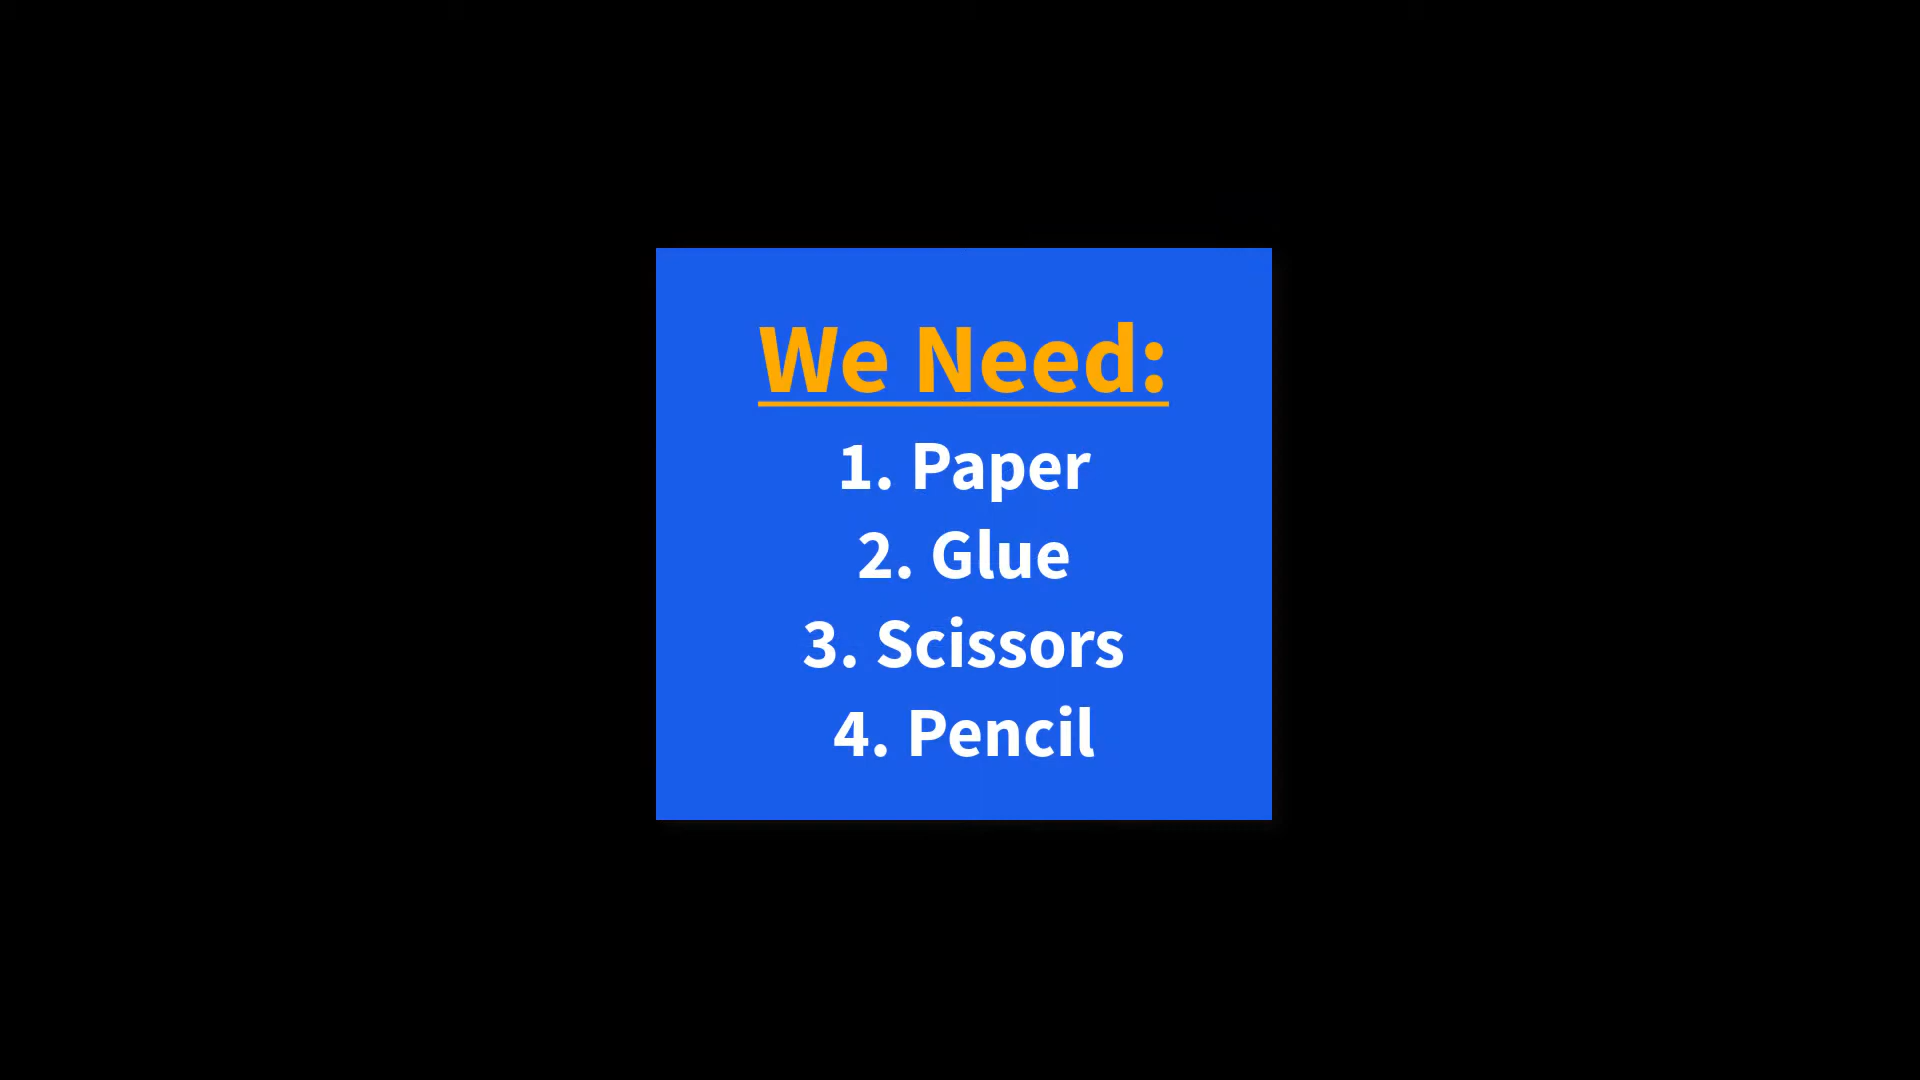 We Need:
1. Paper
2. Glue
3. Scissors
4. Pencil